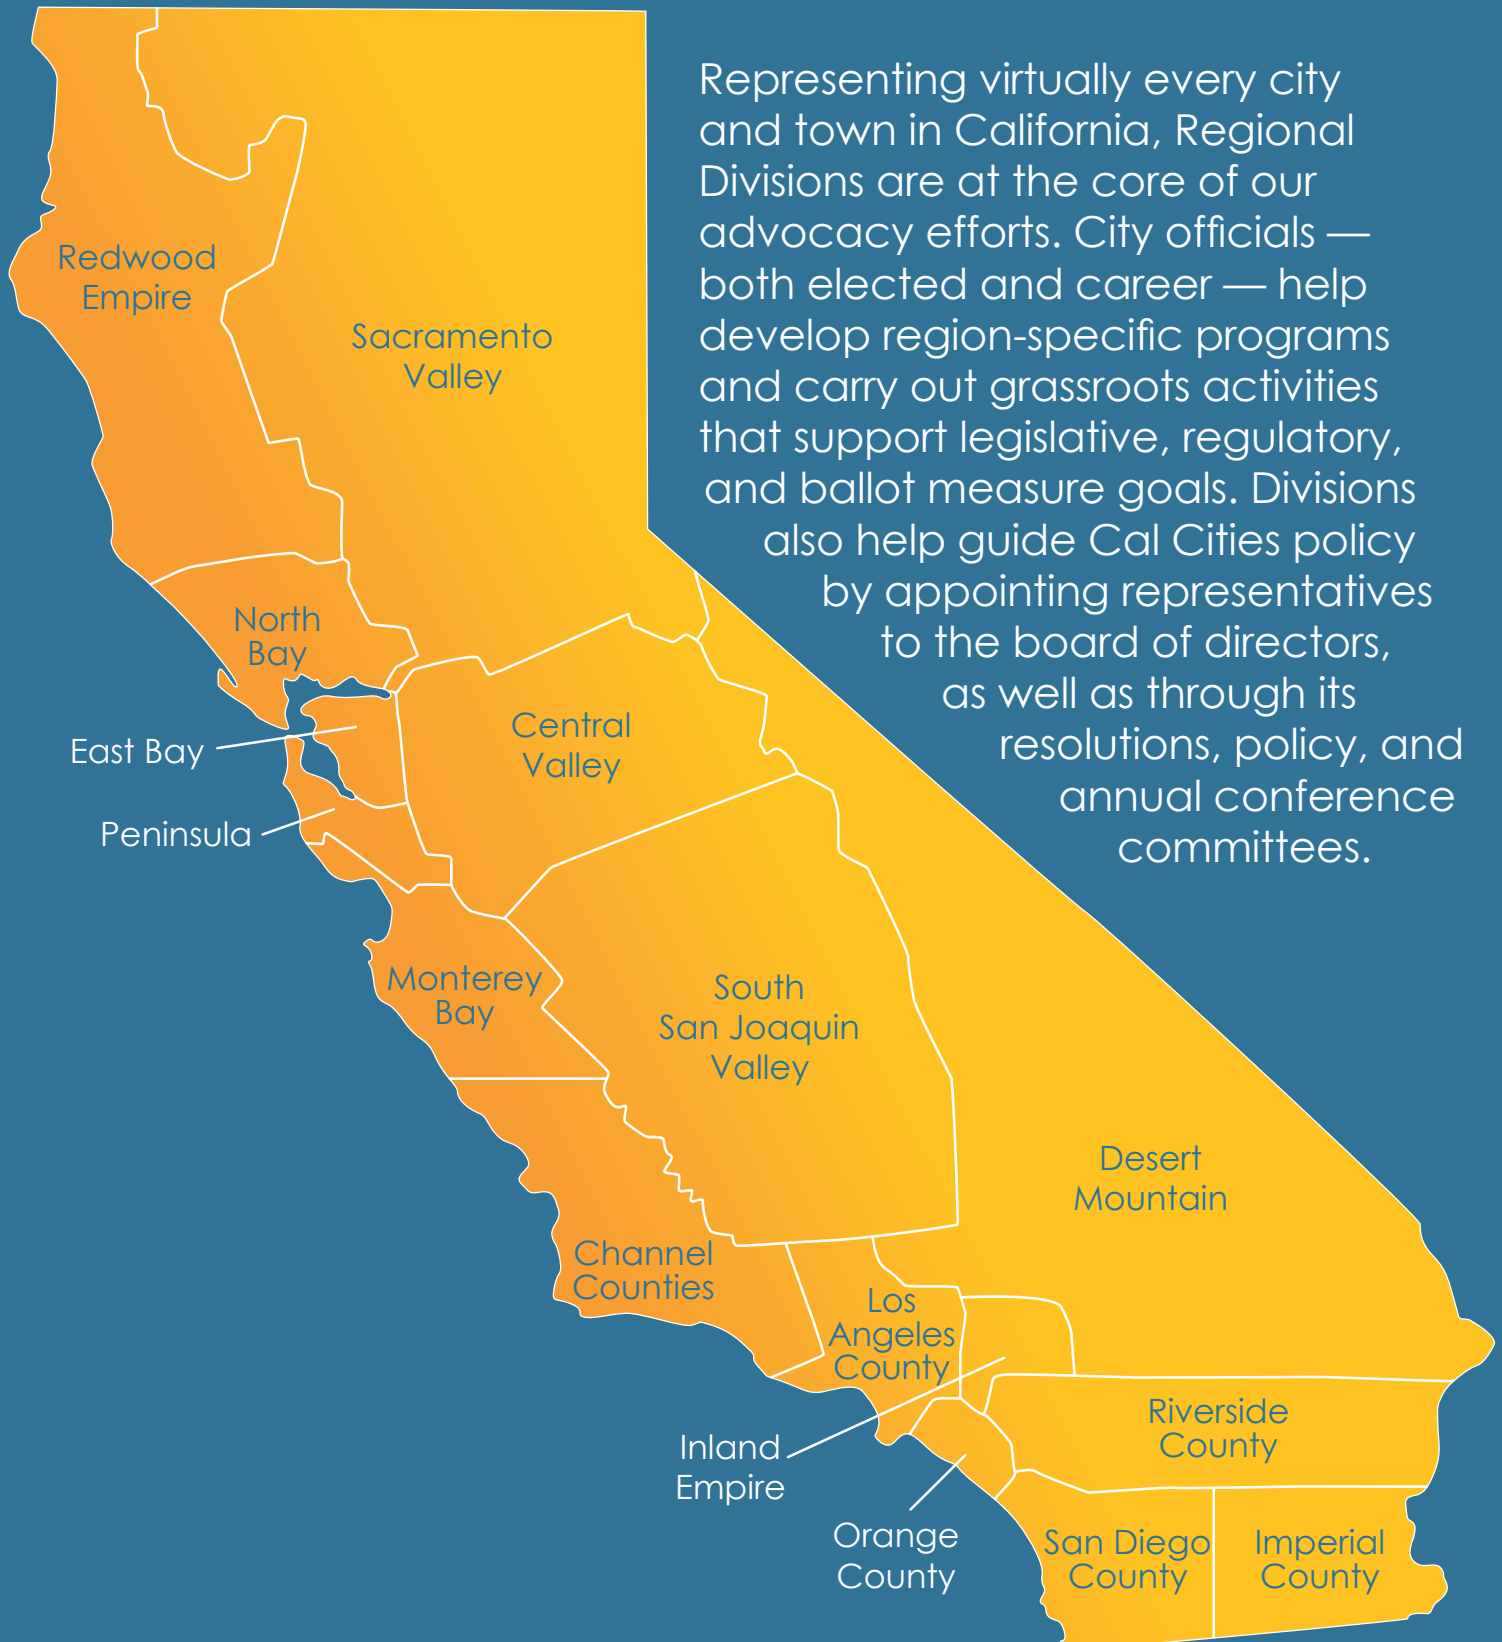 Representing virtually every city
and town in California, Regional
Divisions are at the core of our
advocacy efforts. City officials —
both elected and career — help
develop region-specific programs
and carry out grassroots activities
that support legislative, regulatory,
and ballot measure goals. Divisions
also help guide Cal Cities policy
by appointing representatives
to the board of directors,
as well as through its
resolutions, policy, and
annual conference
committees.
Redwood
Empire
Sacramento
Valley
North
Bay
East Bay
Central
Valley
Peninsula
Monterey
Bay
South
San Joaquin
Valley
Desert
Mountain
Channel
Counties
Los
Angeles
County
Inland
Empire
Riverside
County
Orange
County
San Diego
County
Imperial
County